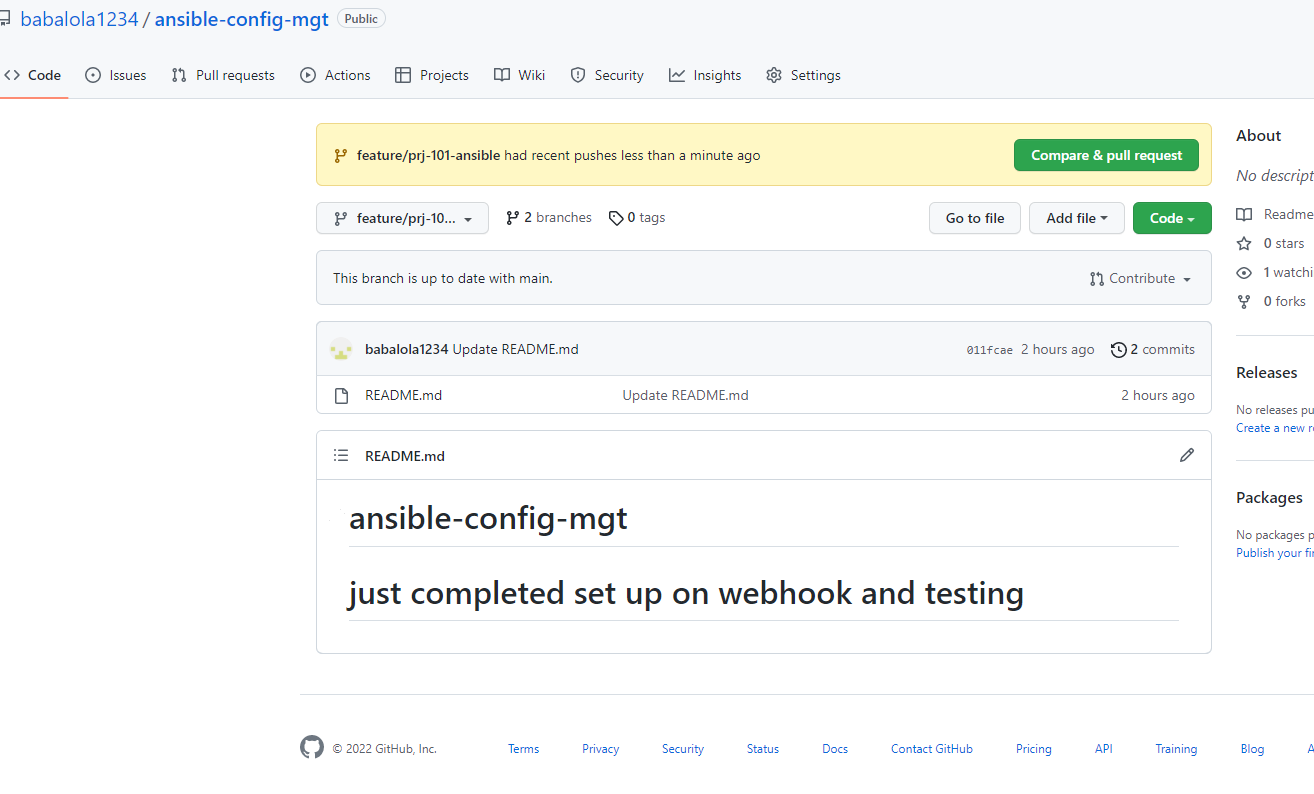 babalola1234 / ansible-config-mgt Public
Code Issues Pull requests Actions Projects Wiki Security Insights Settings
feature/prj-101-ansible had recent pushes less than a minute ago Compare & pull request
feature/prj-10... 2 branches 0 tags Go to file Add file Code
This branch is up to date with main. Contribute
babalola1234 Update README.md 011fcae 2 hours ago 2 commits
README.md Update README.md 2 hours ago
README.md
ansible-config-mgt
just completed set up on webhook and testing
About
No descript
Readme
0 stars
1 watchi
0 forks
Releases
No releases pu
Create a new r
Packages
No packages p
Publish your fi
© 2022 GitHub, Inc. Terms Privacy Security Status Docs Contact GitHub Pricing API Training Blog A